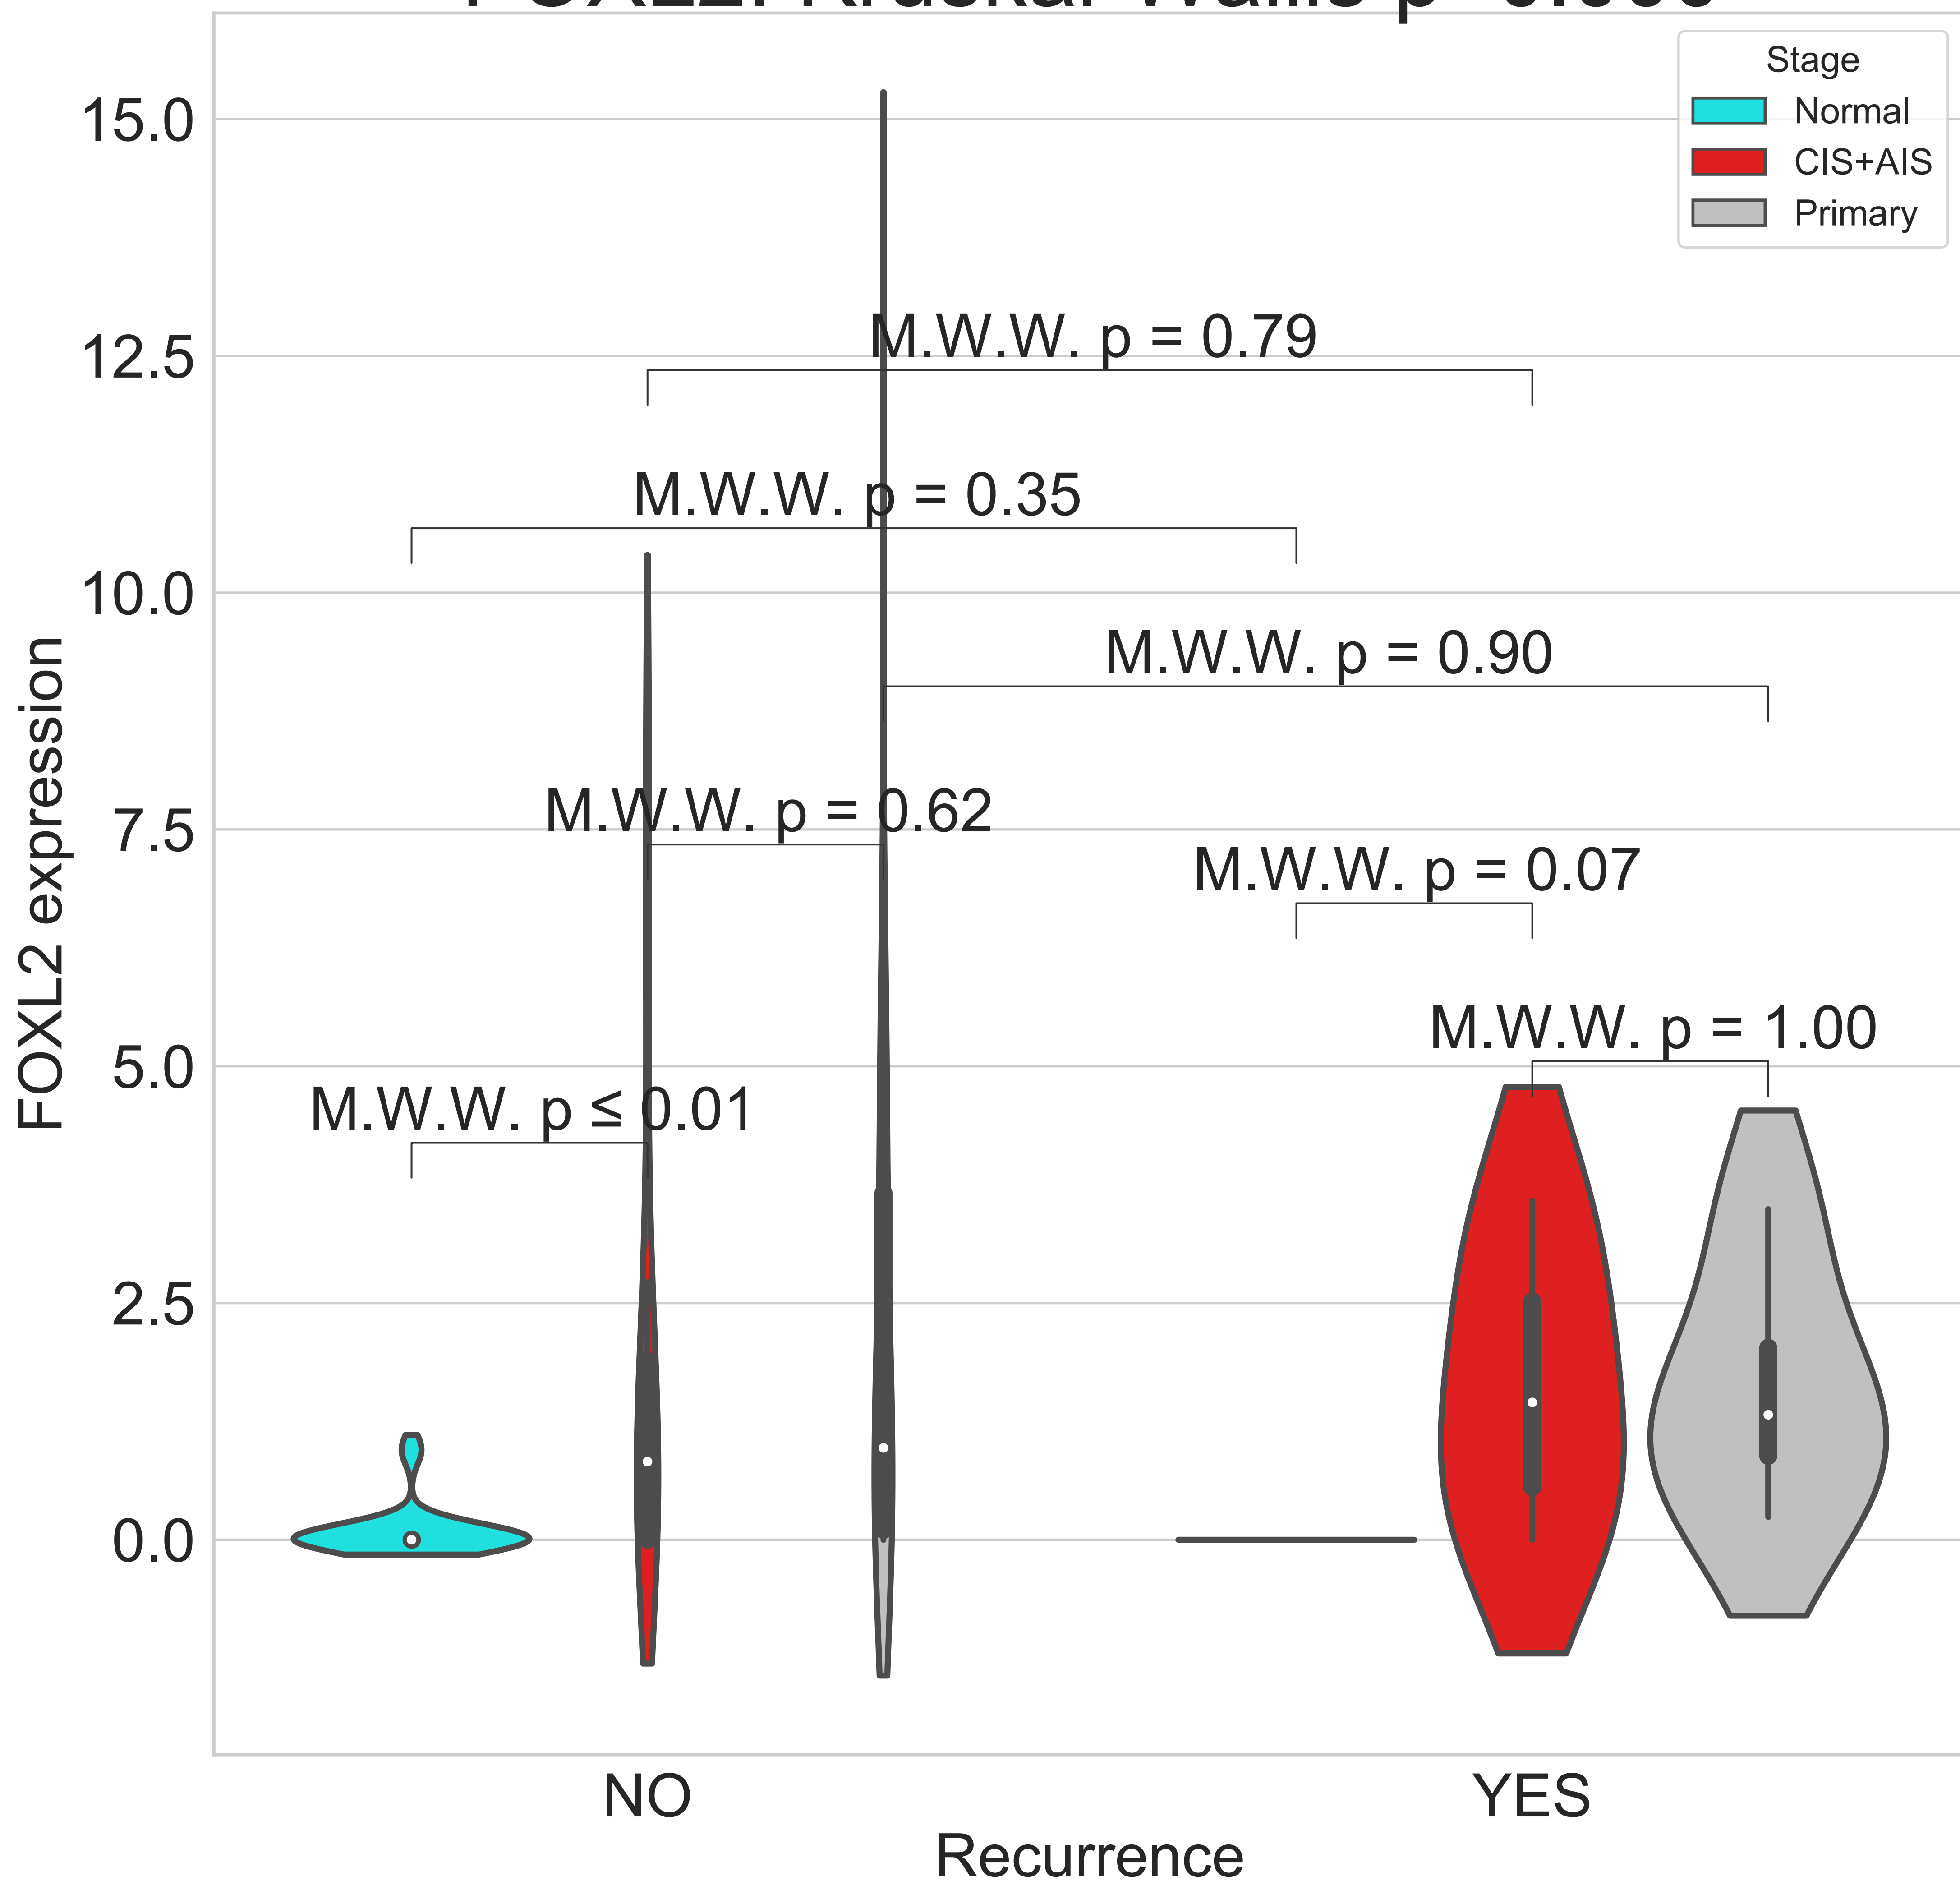 Stage
Normal
CIS+AIS
Primary
15.0
12.5
10.0
7.5
5.0
2.5
0.0
FOXL2 expression
M.W.W. p = 0.79
M.W.W. p = 0.35
M.W.W. p = 0.90
M.W.W. p = 0.62
M.W.W. p = 0.07
M.W.W. p = 1.00
M.W.W. p ≤ 0.01
NO
YES
Recurrence